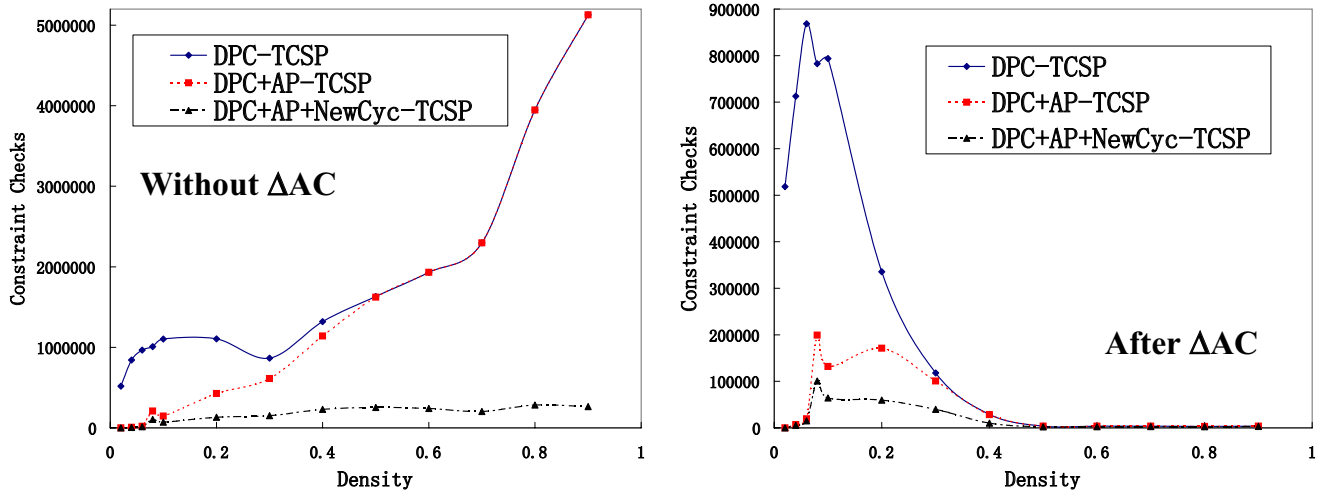 5000000
4000000
3000000
2000000
1000000
0
Constraint Checks
DPC-TCSP
DPC+AP-TCSP
DPC+AP+NewCyc-TCSP
Without ΔAC
0 0.2 0.4 0.6 0.8 1
Density
900000
800000
700000
600000
500000
400000
300000
200000
100000
0
Constraint Checks
DPC-TCSP
DPC+AP-TCSP
DPC+AP+NewCyc-TCSP
After ΔAC
0 0.2 0.4 0.6 0.8 1
Density